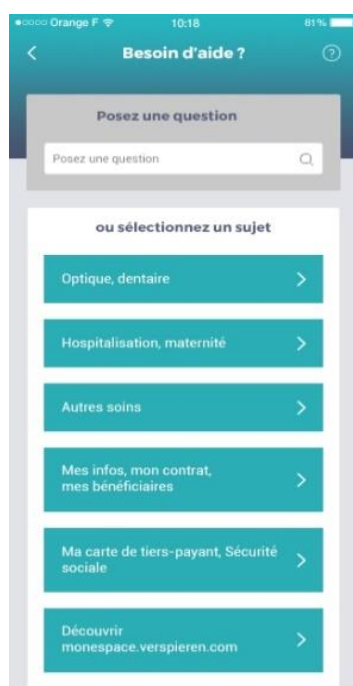 Orange F 10:18 81%
Besoin d'aide ?
?
Posez une question
Posez une question
ou sélectionnez un sujet
Optique, dentaire
Hospitalisation, maternité
Autres soins
Mes infos, mon contrat,
mes bénéficiaires
Ma carte de tiers-payant, Sécurité
sociale
Découvrir
monespace.verspieren.com